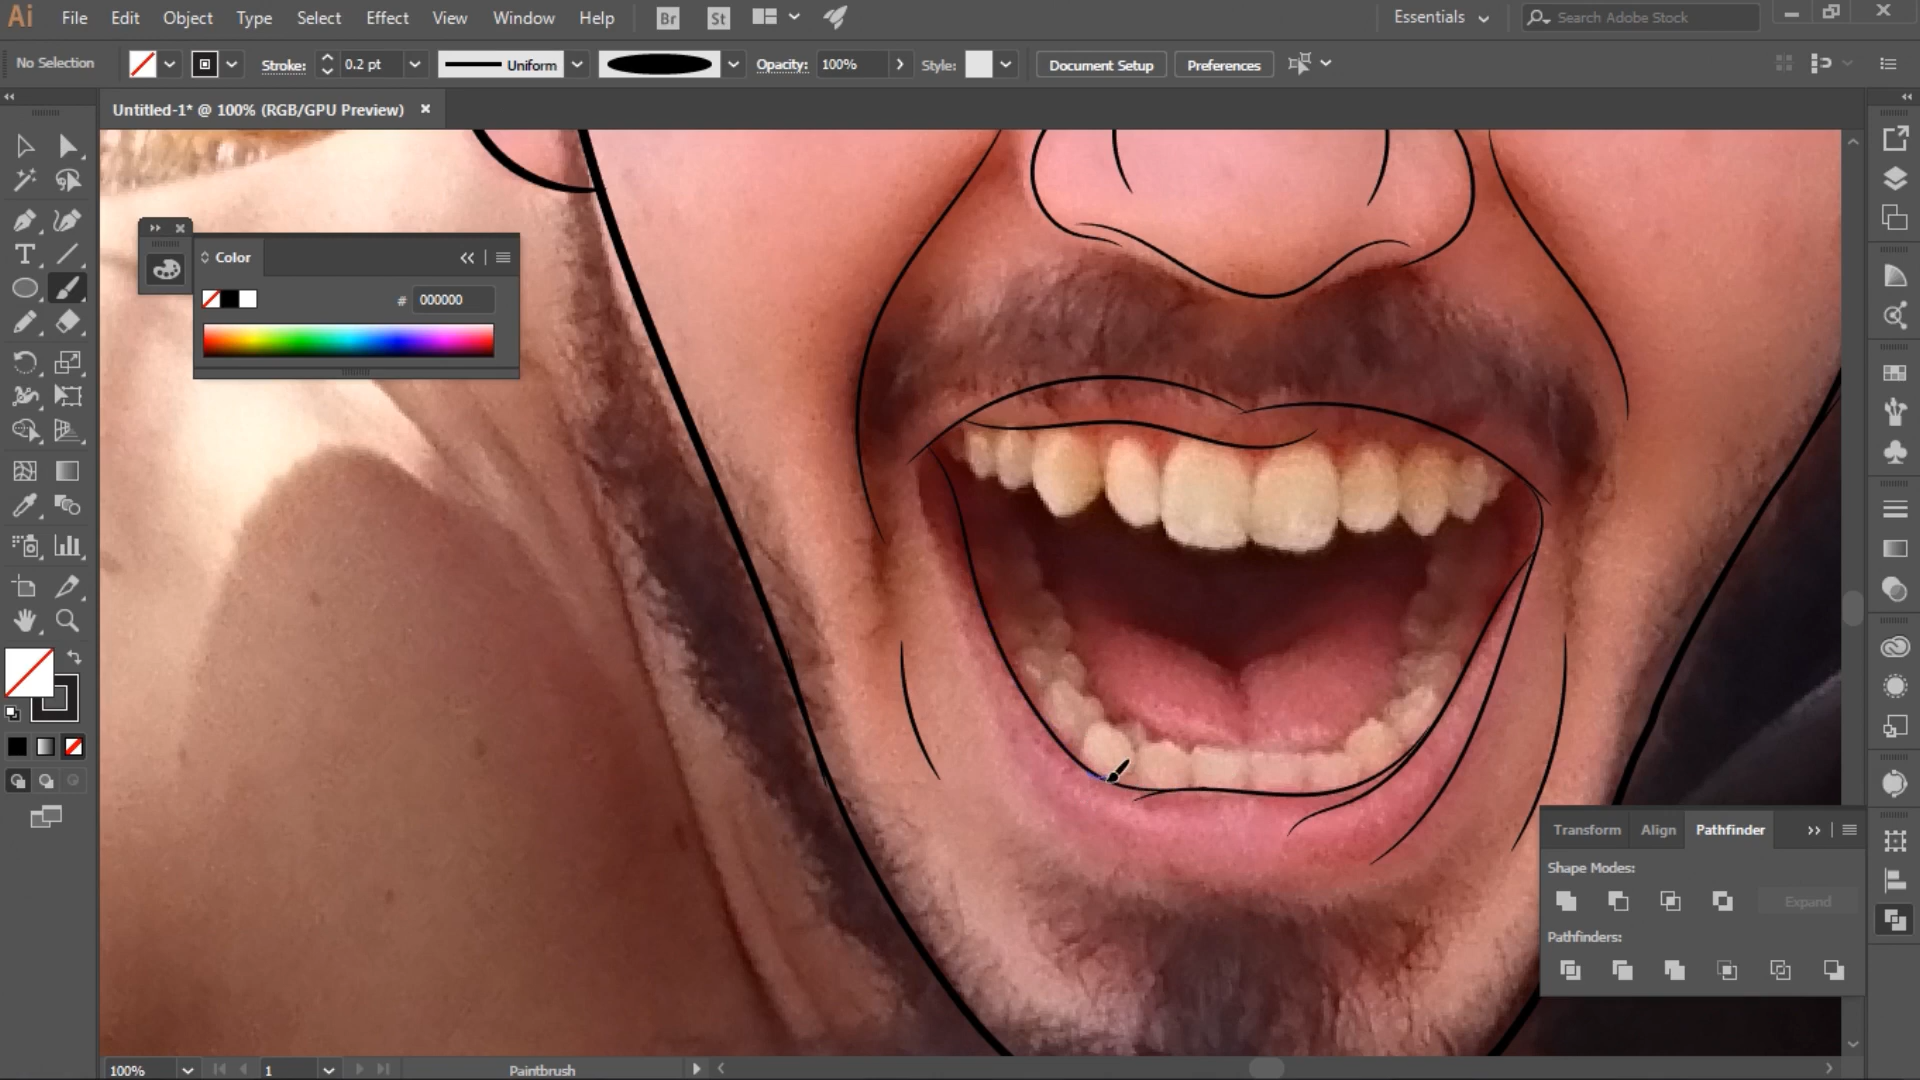 Ai File Edit Object Type Select Effect View Window Help Br St Essentials Search Adobe Stock
No Selection Stroke: 0.2 pt Uniform Opacity: 100% Style: Document Setup Preferences
Untitled-1* @ 100% (RGB/GPU Preview)
Color
# 000000
Transform Align Pathfinder
Shape Modes:
Expand
Pathfinders:
100% 1 Paintbrush